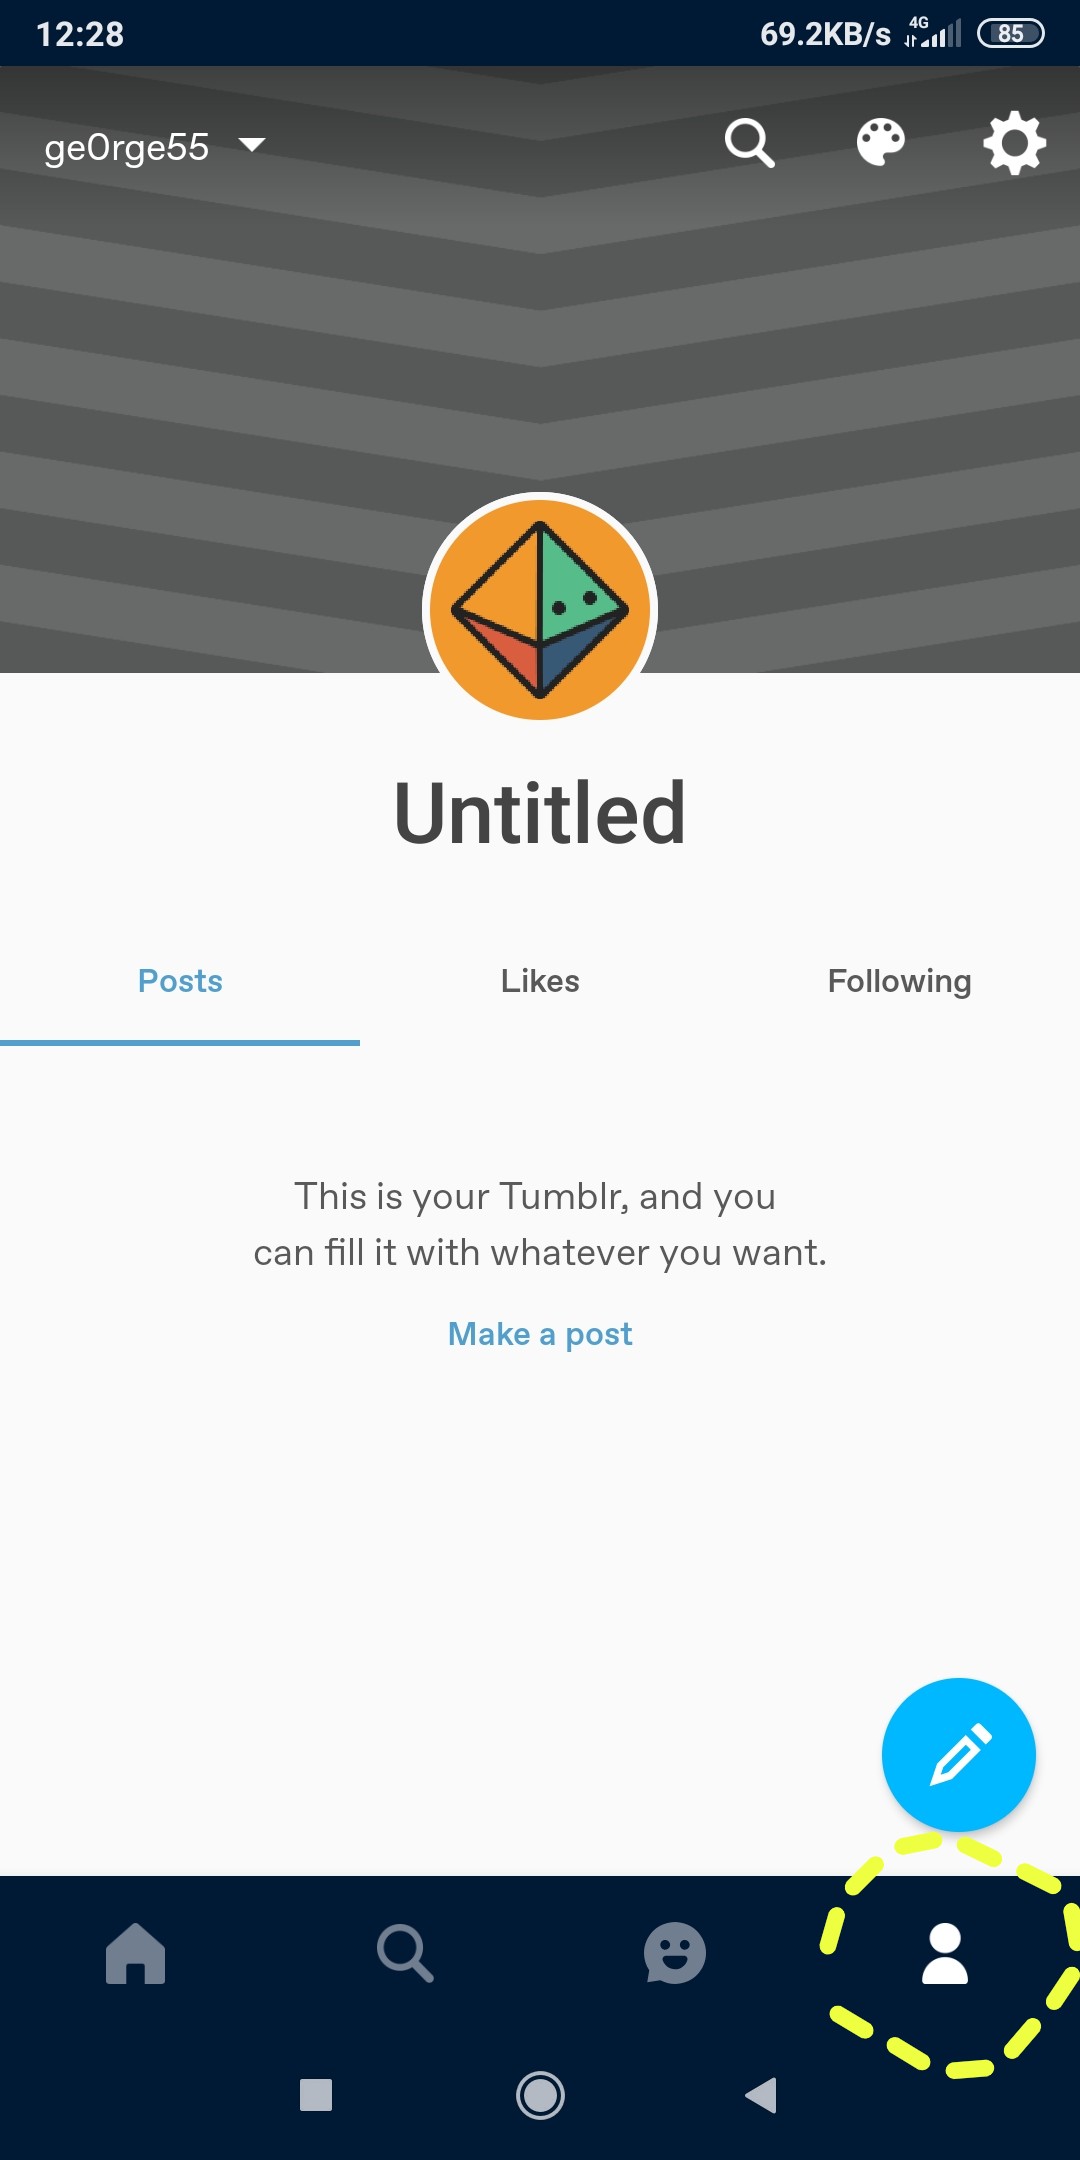 12:28
69.2KB/s 4G 85
ge0rge55
Untitled
Posts Likes Following
This is your Tumblr, and you
can fill it with whatever you want.
Make a post